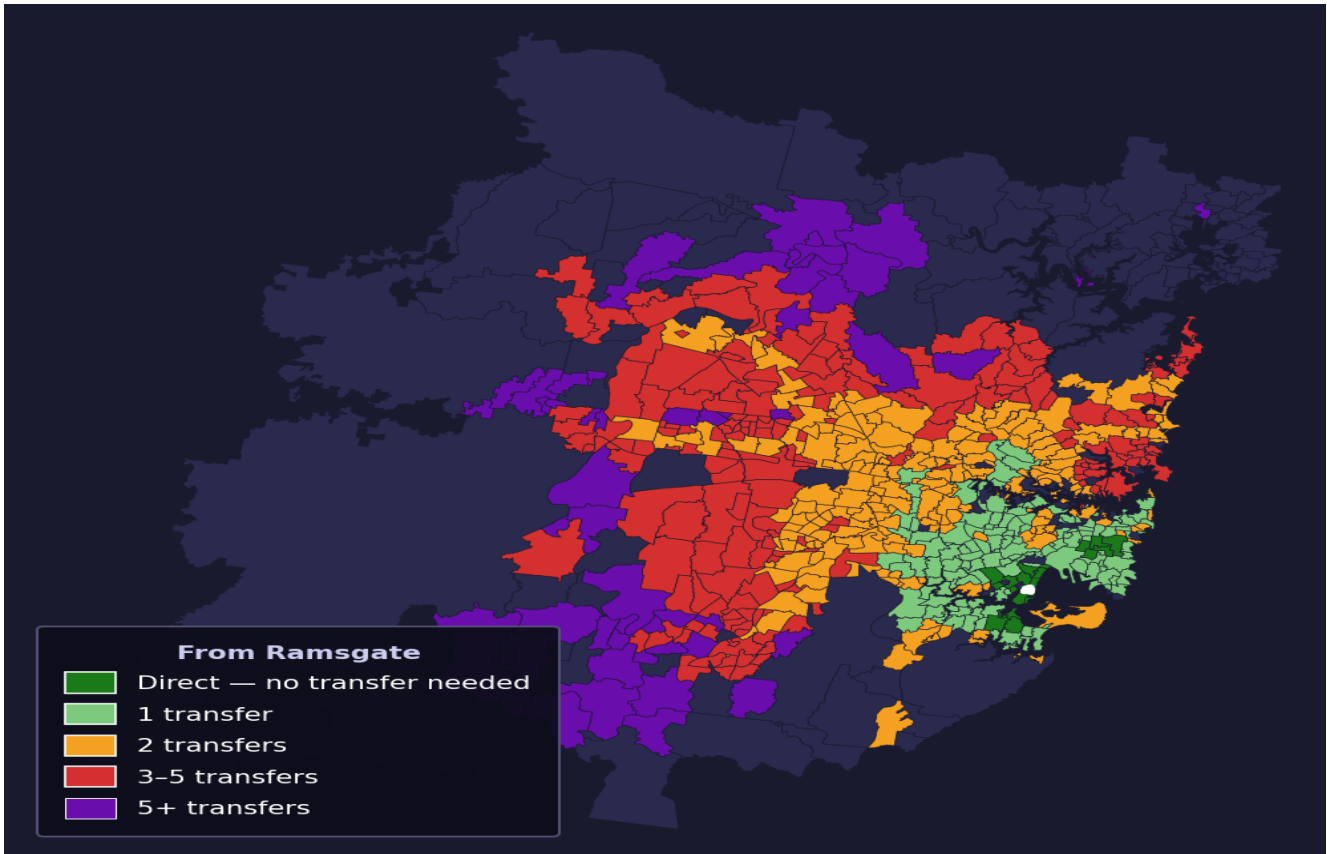 From Ramsgate
Direct — no transfer needed
1 transfer
2 transfers
3–5 transfers
5+ transfers